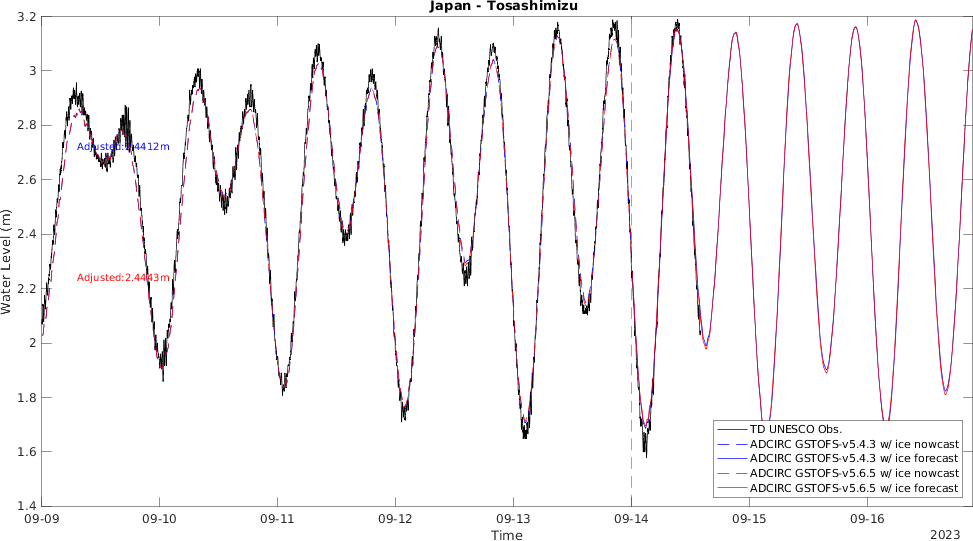 Japan - Tosashimizu
3.2
3
2.8
2.6
2.4
2.2
2
1.8
1.6
1.4
Water Level (m)
Adjusted:2.4443m
TD UNESCO Obs.
ADCIRC GSTOFS-v5.4.3 w/ ice nowcast
ADCIRC GSTOFS-v5.4.3 w/ ice forecast
ADCIRC GSTOFS-v5.6.5 w/ ice nowcast
ADCIRC GSTOFS-v5.6.5 w/ ice forecast
09-09 09-10 09-11 09-12 09-13 09-14 09-15 09-16
Time
2023